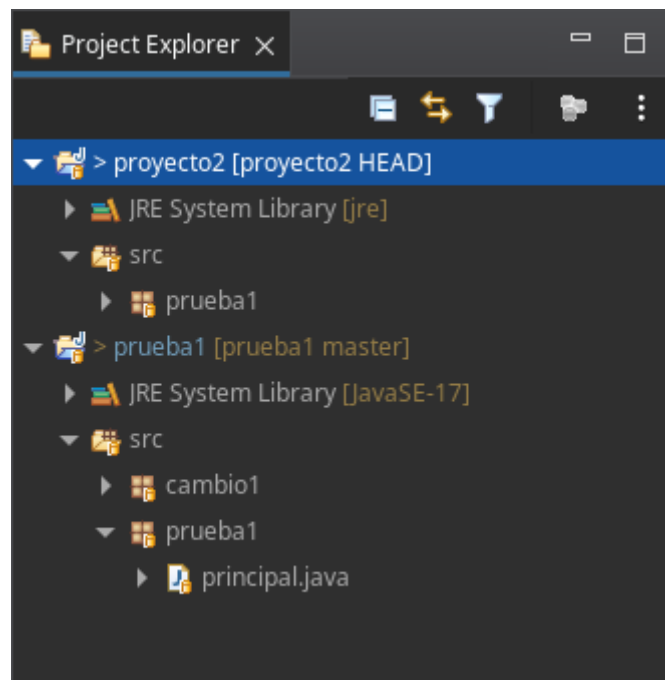 Project Explorer
> proyecto2 [proyecto2 HEAD]
JRE System Library [jre]
src
prueba1
> prueba1 [prueba1 master]
JRE System Library [JavaSE-17]
src
cambio1
prueba1
principal.java